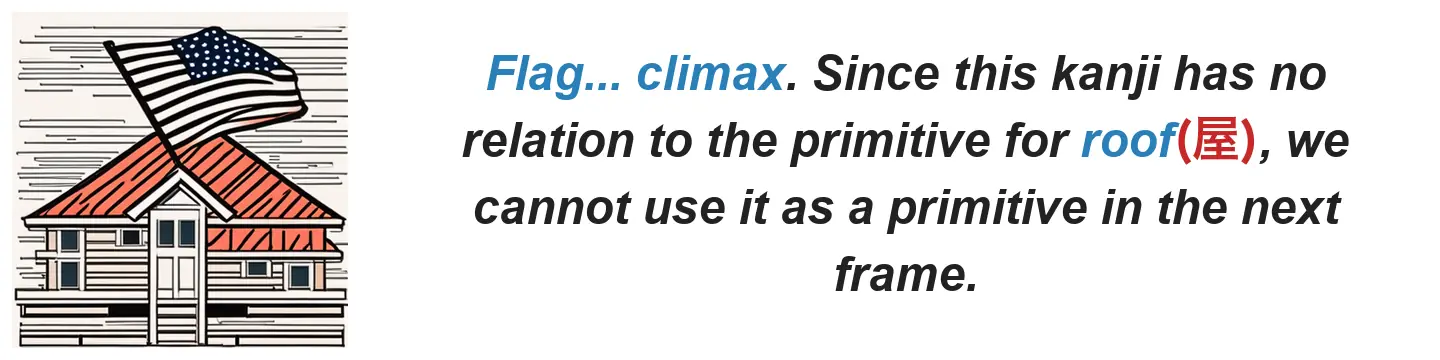 Flag... climax. Since this kanji has no
relation to the primitive for roof(屋), we
cannot use it as a primitive in the next
frame.